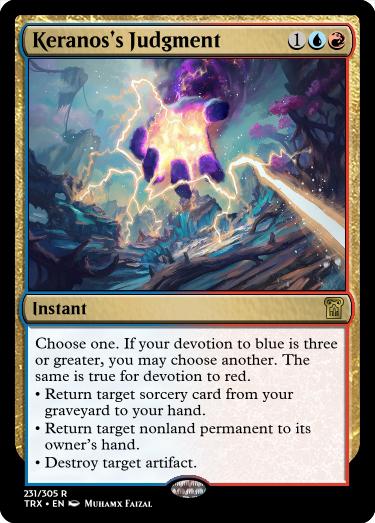 Keranos's Judgment 1
Instant
Choose one. If your devotion to blue is three
or greater, you may choose another. The
same is true for devotion to red.
• Return target sorcery card from your
graveyard to your hand.
• Return target nonland permanent to its
owner's hand.
• Destroy target artifact.
231/305 R
TRX • EN Muhamx Faizal